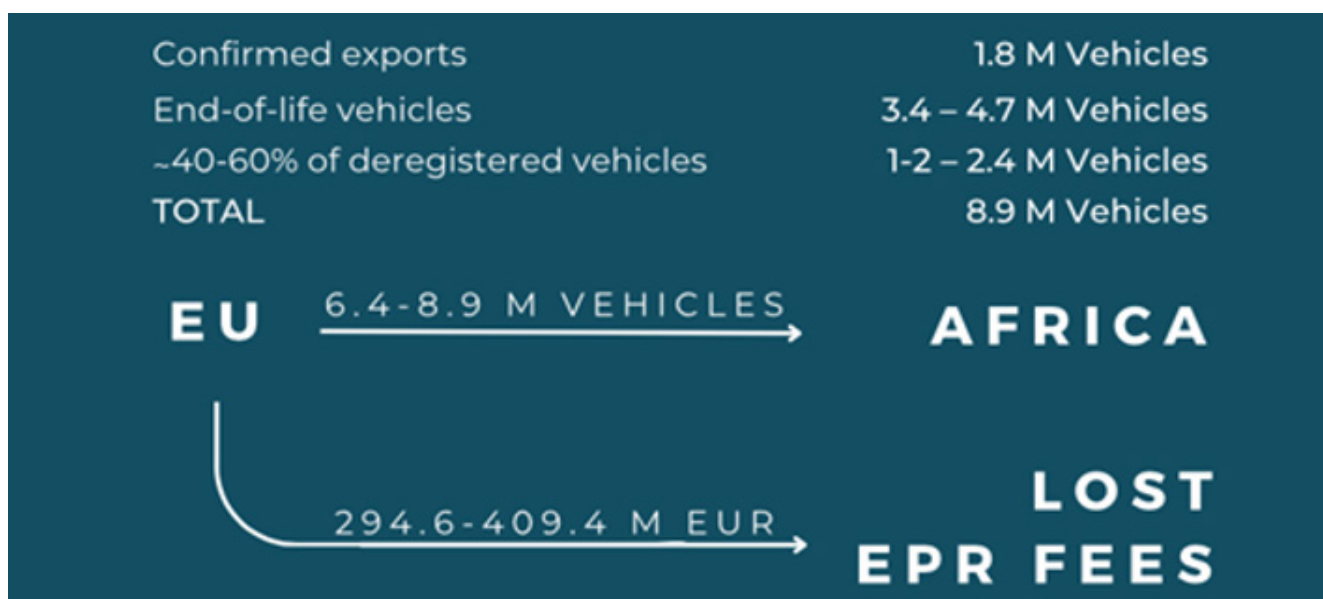 Confirmed exports 1.8 M Vehicles
End-of-life vehicles 3.4 – 4.7 M Vehicles
~40-60% of deregistered vehicles 1-2 – 2.4 M Vehicles
TOTAL 8.9 M Vehicles
EU 6.4-8.9 M VEHICLES AFRICA
LOST
294.6-409.4 M EUR
EPR FEES